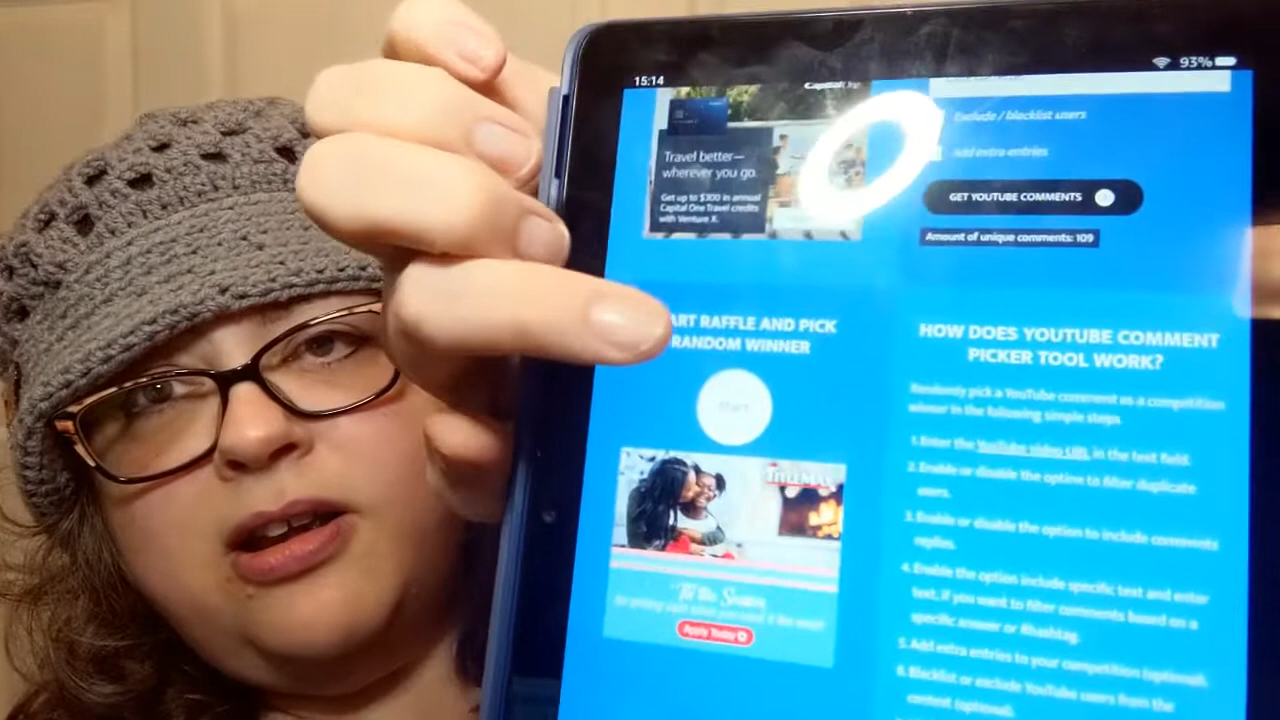 15:14
93%
Capital One
Travel better—
wherever you go.
Get up to $300 in annual
Capital One Travel credits
with Venture X.
Exclude / blacklist users
Add extra entries
GET YOUTUBE COMMENTS
Amount of unique comments: 109
ART RAFFLE AND PICK
RANDOM WINNER
Start
TITLEMAX
'Tis the Season
Apply Today
HOW DOES YOUTUBE COMMENT
PICKER TOOL WORK?
Randomly pick a YouTube comment as a competition
winner in the following simple steps.
1. Enter the YouTube video URL in the text field.
2. Enable or disable the option to filter duplicate
users.
3. Enable or disable the option to include comments
replies.
4. Enable the option include specific text and enter
text, if you want to filter comments based on a
specific answer or #hashtag.
5. Add extra entries to your competition (optional).
6. Blacklist or exclude YouTube users from the
contest (optional).